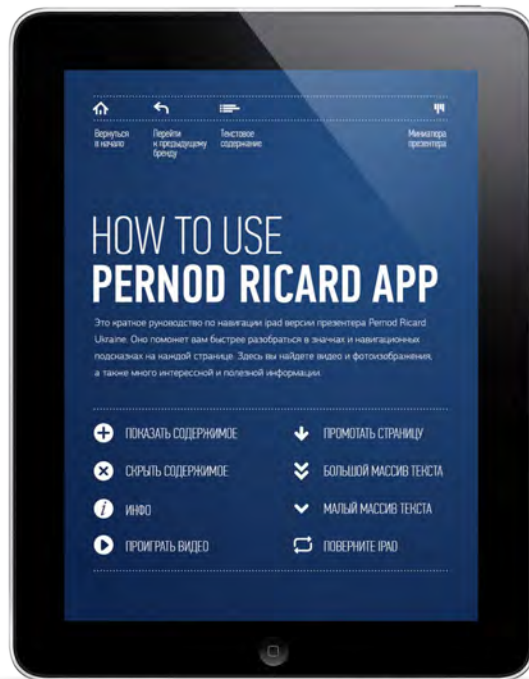 Вернуться
в начало
Перейти
к предыдущему
бренду
Текстовое
содержание
Миниатюра
презентера
HOW TO USE
PERNOD RICARD APP
Это краткое руководство по навигации ipad версии презентера Pernod Ricard
Ukraine. Оно поможет вам быстрее разобраться в значках и навигационных
подсказках на каждой странице. Здесь вы найдете видео и фотоизображения,
а также много интерессной и полезной информации.
ПОКАЗАТЬ СОДЕРЖИМОЕ
СКРЫТЬ СОДЕРЖИМОЕ
ИНФО
ПРОИГРАТЬ ВИДЕО
ПРОМОТАТЬ СТРАНИЦУ
БОЛЬШОЙ МАССИВ ТЕКСТА
МАЛЫЙ МАССИВ ТЕКСТА
ПОВЕРНИТЕ IPAD